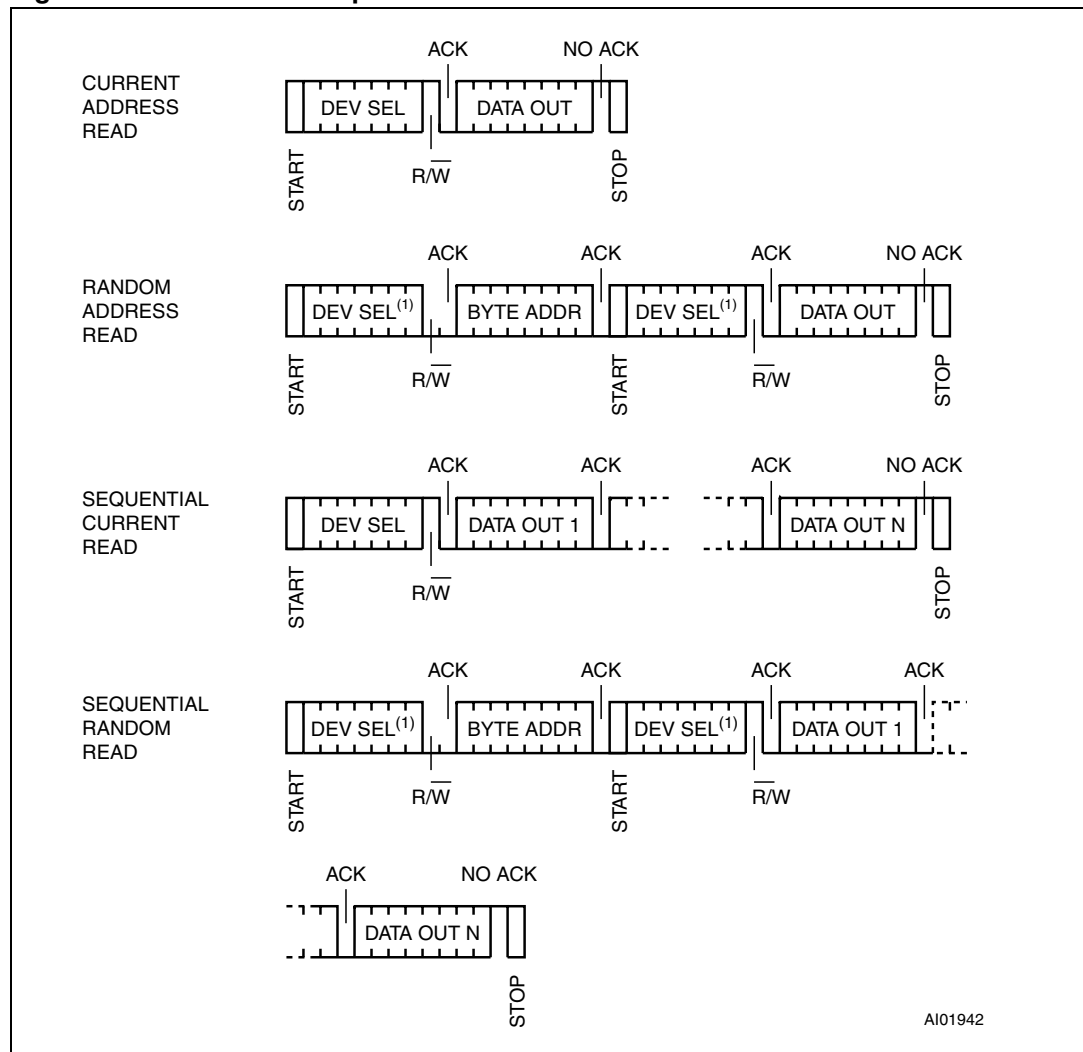 ACK NO ACK
CURRENT
ADDRESS
READ
DEV SEL DATA OUT
START R/W̅ STOP
ACK ACK ACK NO ACK
RANDOM
ADDRESS
READ
DEV SEL(1) BYTE ADDR DEV SEL(1) DATA OUT
START R/W̅ START R̅/W STOP
ACK ACK ACK NO ACK
SEQUENTIAL
CURRENT
READ
DEV SEL DATA OUT 1 DATA OUT N
START R/W̅ STOP
ACK ACK ACK ACK
SEQUENTIAL
RANDOM
READ
DEV SEL(1) BYTE ADDR DEV SEL(1) DATA OUT 1
START R/W̅ START R̅/W
ACK NO ACK
DATA OUT N
STOP
AI01942